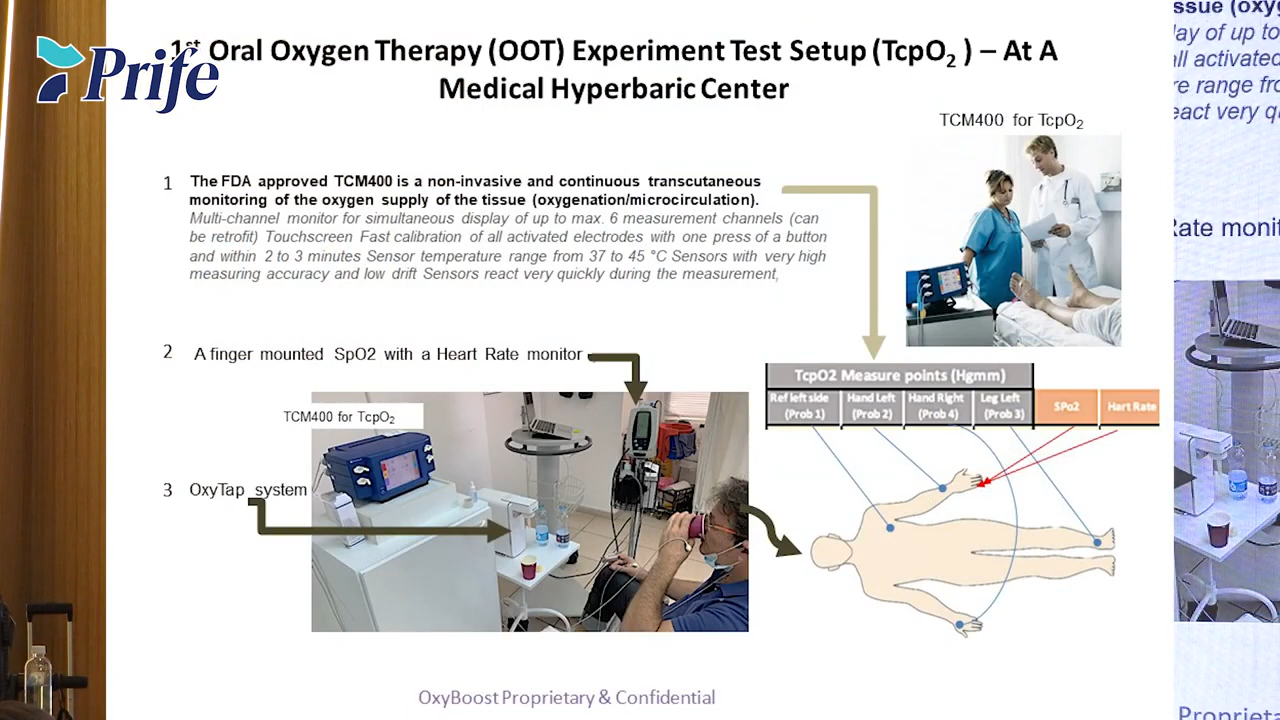 Prife
1st Oral Oxygen Therapy (OOT) Experiment Test Setup (TcpO2 ) – At A
Medical Hyperbaric Center
TCM400 for TcpO2
1 The FDA approved TCM400 is a non-invasive and continuous transcutaneous
monitoring of the oxygen supply of the tissue (oxygenation/microcirculation).
Multi-channel monitor for simultaneous display of up to max. 6 measurement channels (can
be retrofit) Touchscreen Fast calibration of all activated electrodes with one press of a button
and within 2 to 3 minutes Sensor temperature range from 37 to 45 °C Sensors with very high
measuring accuracy and low drift Sensors react very quickly during the measurement,
2 A finger mounted SpO2 with a Heart Rate monitor
TcpO2 Measure points (Hgmm)
Ref left side
(Prob 1)
Hand Left
(Prob 2)
Hand Right
(Prob 4)
Leg Left
(Prob 3)
SPo2
Hart Rate
TCM400 for TcpO2
3 OxyTap system
OxyBoost Proprietary & Confidential
ssue (oxyg
lay of up to
all activated
re range fro
eact very qu
Rate monit
Proprieta